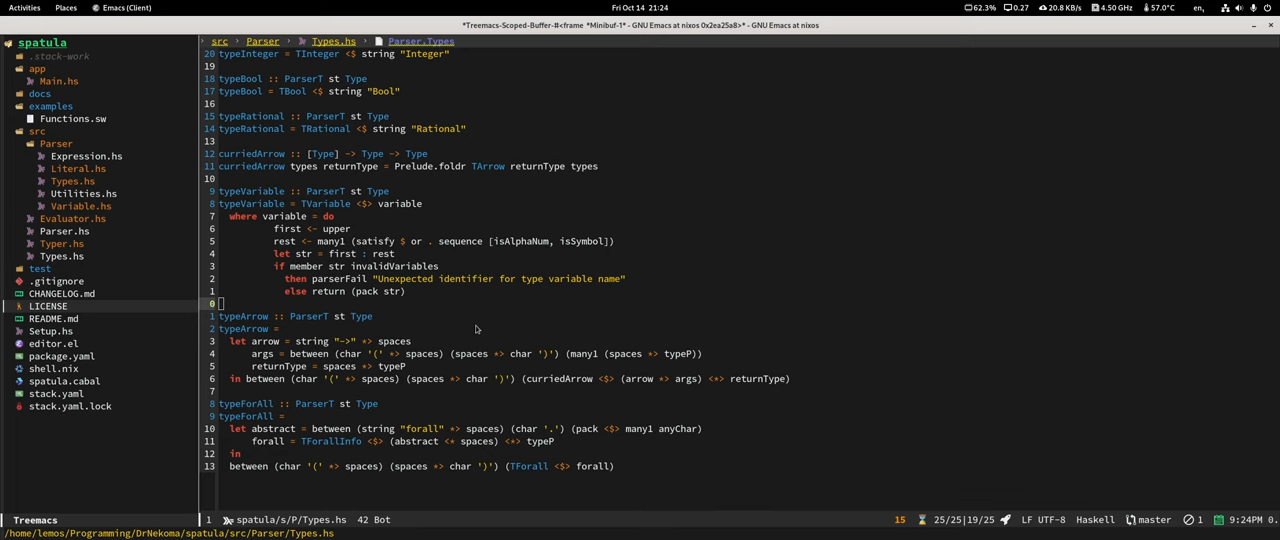 Activities Places Emacs (Client) Fri Oct 14 21:24 62.3% 0.27 20.8 KB/s 4.50 GHz 57.0°C en,
*Treemacs-Scoped-Buffer-#<frame *Minibuf-1* - GNU Emacs at nixos 0x2ea25a8>* - GNU Emacs at nixos
spatula
.stack-work
app
Main.hs
docs
examples
Functions.sw
src
Parser
Expression.hs
Literal.hs
Types.hs
Utilities.hs
Variable.hs
Evaluator.hs
Parser.hs
Typer.hs
Types.hs
test
.gitignore
CHANGELOG.md
LICENSE
README.md
Setup.hs
editor.el
package.yaml
shell.nix
spatula.cabal
stack.yaml
stack.yaml.lock
src › Parser › Types.hs › Parser.Types
20 typeInteger = TInteger <$ string "Integer"
19
18 typeBool :: ParserT st Type
17 typeBool = TBool <$ string "Bool"
16
15 typeRational :: ParserT st Type
14 typeRational = TRational <$ string "Rational"
13
12 curriedArrow :: [Type] -> Type -> Type
11 curriedArrow types returnType = Prelude.foldr TArrow returnType types
10
9 typeVariable :: ParserT st Type
8 typeVariable = TVariable <$> variable
7 where variable = do
6 first <- upper
5 rest <- many1 (satisfy $ or . sequence [isAlphaNum, isSymbol])
4 let str = first : rest
3 if member str invalidVariables
2 then parserFail "Unexpected identifier for type variable name"
1 else return (pack str)
0
1 typeArrow :: ParserT st Type
2 typeArrow =
3 let arrow = string "->" *> spaces
4 args = between (char '(' *> spaces) (spaces *> char ')') (many1 (spaces *> typeP))
5 returnType = spaces *> typeP
6 in between (char '(' *> spaces) (spaces *> char ')') (curriedArrow <$> (arrow *> args) <*> returnType)
7
8 typeForAll :: ParserT st Type
9 typeForAll =
10 let abstract = between (string "forall" *> spaces) (char '.') (pack <$> many1 anyChar)
11 forall = TForallInfo <$> (abstract <* spaces) <*> typeP
12 in
13 between (char '(' *> spaces) (spaces *> char ')') (TForall <$> forall)
Treemacs 1 spatula/s/P/Types.hs 42 Bot 15 25/25|19/25 LF UTF-8 Haskell master 1 9:24PM 0.
/home/lemos/Programming/DrNekoma/spatula/src/Parser/Types.hs